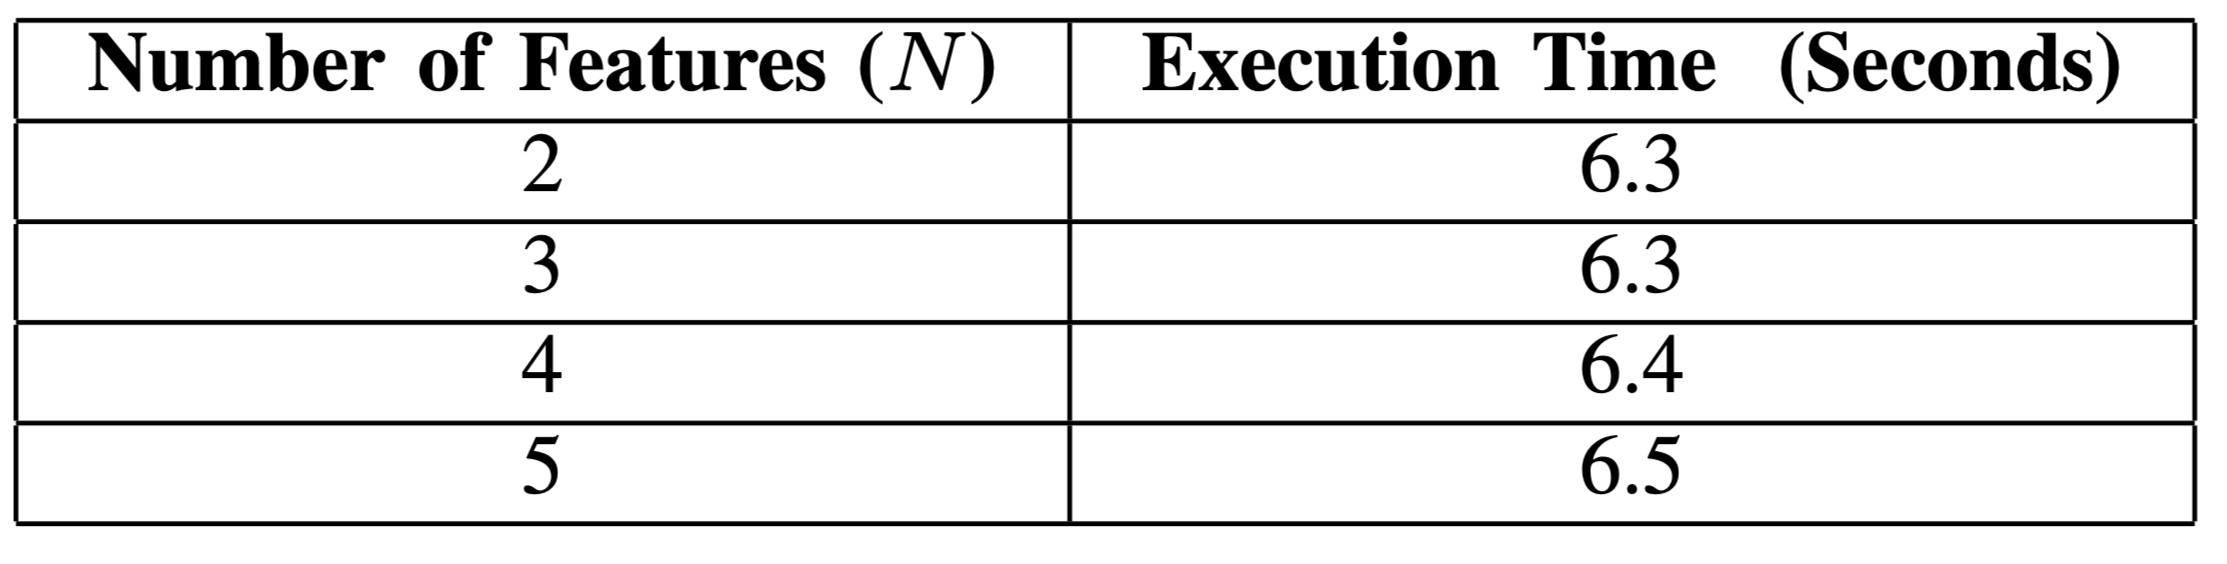 Number of Features (N) Execution Time (Seconds)
2 6.3
3 6.3
4 6.4
5 6.5